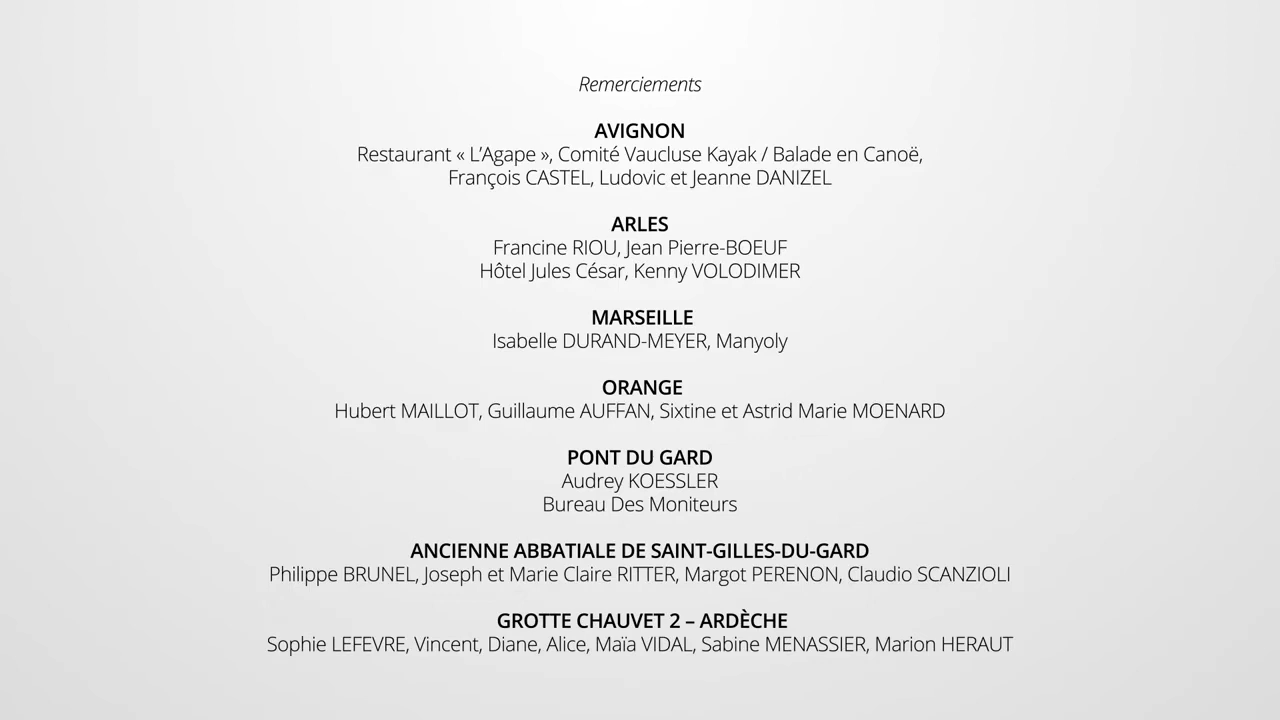 Remerciements
AVIGNON
Restaurant « L'Agape », Comité Vaucluse Kayak / Balade en Canoë,
François CASTEL, Ludovic et Jeanne DANIZEL
ARLES
Francine RIOU, Jean Pierre-BOEUF
Hôtel Jules César, Kenny VOLODIMER
MARSEILLE
Isabelle DURAND-MEYER, Manyoly
ORANGE
Hubert MAILLOT, Guillaume AUFFAN, Sixtine et Astrid Marie MOENARD
PONT DU GARD
Audrey KOESSLER
Bureau Des Moniteurs
ANCIENNE ABBATIALE DE SAINT-GILLES-DU-GARD
Philippe BRUNEL, Joseph et Marie Claire RITTER, Margot PERENON, Claudio SCANZIOLI
GROTTE CHAUVET 2 – ARDÈCHE
Sophie LEFEVRE, Vincent, Diane, Alice, Maïa VIDAL, Sabine MENASSIER, Marion HERAUT